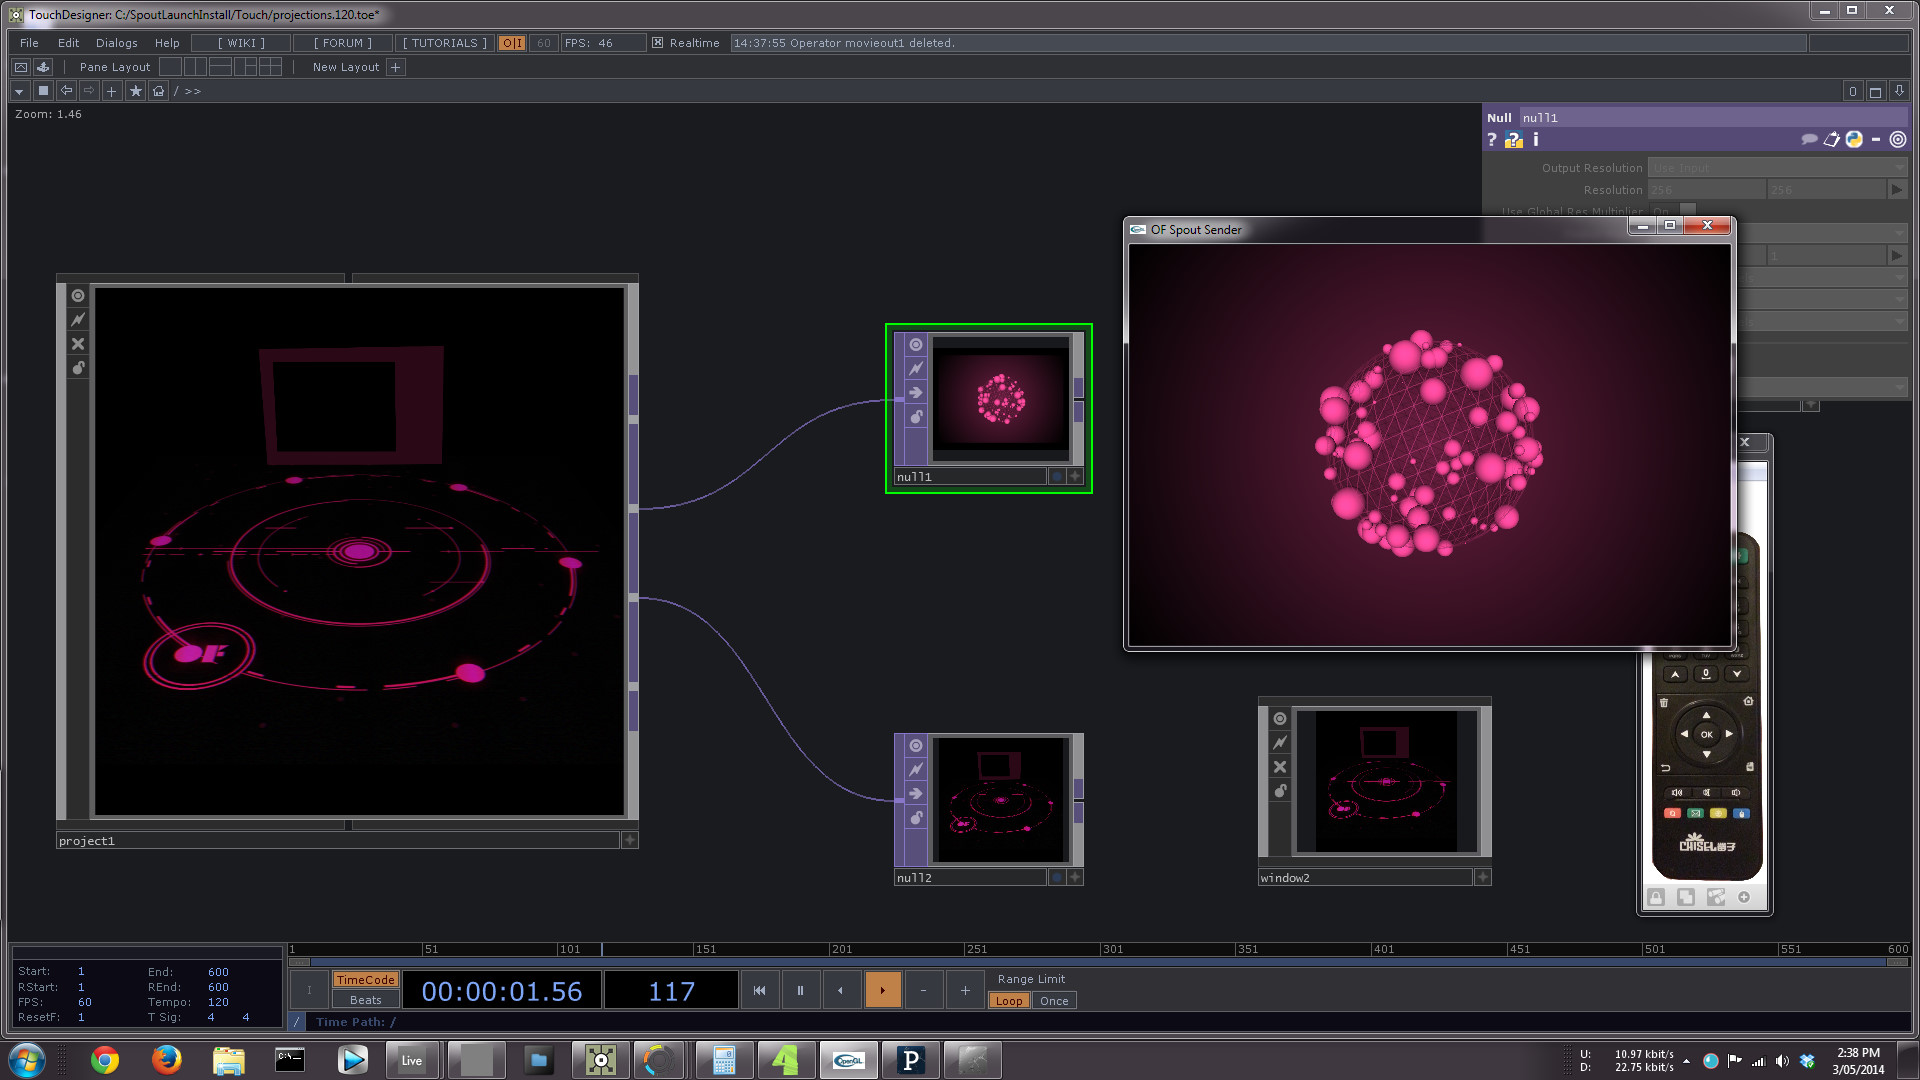 TouchDesigner: C:/SpoutLaunchInstall/Touch/projections.120.toe*
File Edit Dialogs Help [ WIKI ] [ FORUM ] [ TUTORIALS ] O|I 60 FPS: 46 Realtime 14:37:55 Operator movieout1 deleted.
Pane Layout New Layout +
/ >> 0
Zoom: 1.46
Null null1
? ? i
Output Resolution Use Input
Resolution 256 256
Use Global Res Multiplier On
1
OF Spout Sender
OF
project1
null1
null2
window2
OK
CHISEL
1 51 101 151 201 251 301 351 401 451 501 551 600
Start: 1 End: 600
RStart: 1 REnd: 600
FPS: 60 Tempo: 120
ResetF: 1 T Sig: 4 4
TimeCode
Beats
00:00:01.56 117
Range Limit
Loop Once
/ Time Path: /
Live
OpenGL
P
U: 10.97 kbit/s
D: 22.75 kbit/s
2:38 PM
3/05/2014